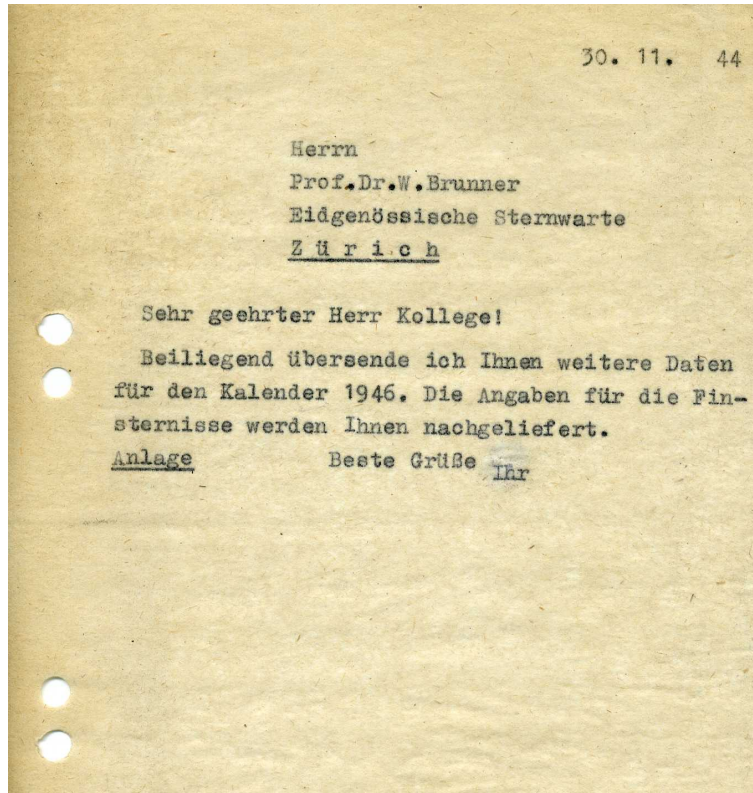 30. 11. 44
Herrn
Prof.Dr.W.Brunner
Eidgenössische Sternwarte
Z ü r i c h
Sehr geehrter Herr Kollege!
Beiliegend übersende ich Ihnen weitere Daten
für den Kalender 1946. Die Angaben für die Fin-
sternisse werden Ihnen nachgeliefert.
Anlage Beste Grüße Ihr